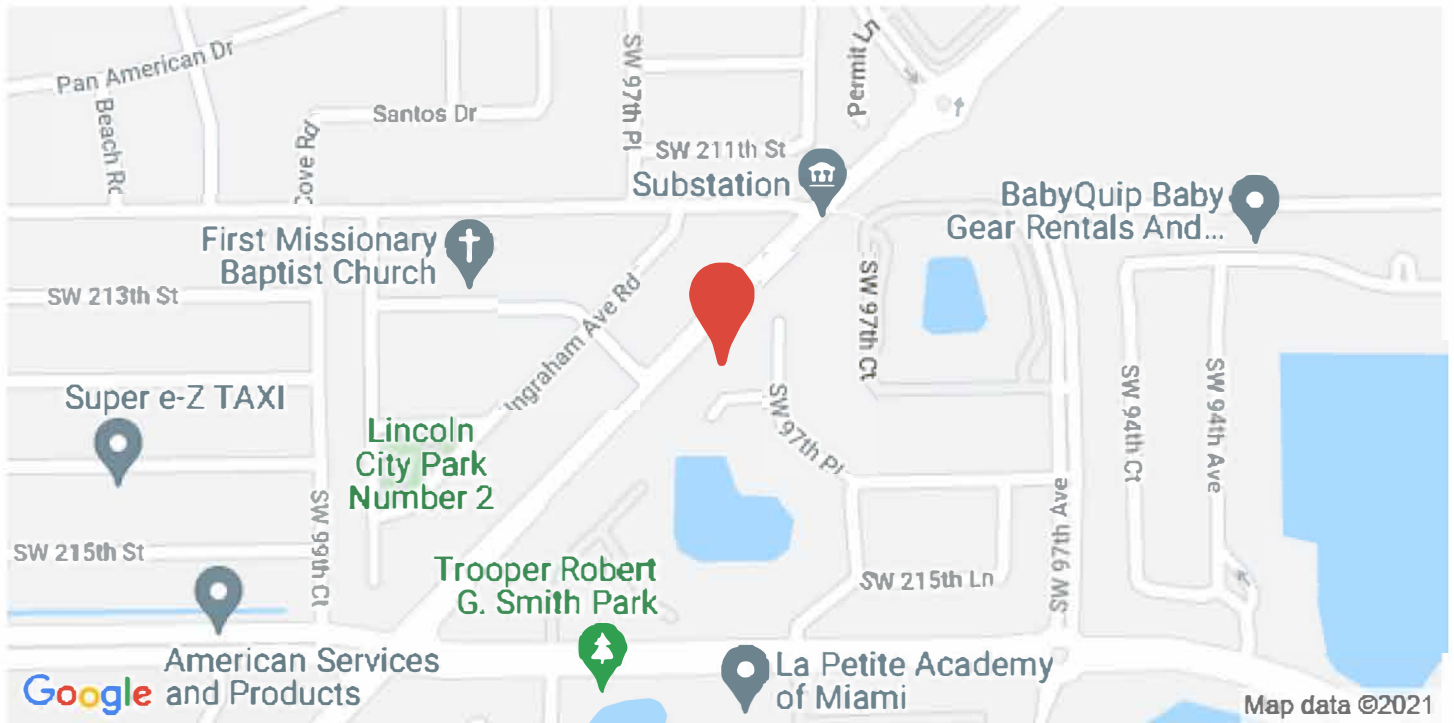 Pan American Dr
Beach Rd
Santos Dr
Cove Rd
SW 97th Pl
Permit Ln
SW 211th St
Substation
First Missionary
Baptist Church
BabyQuip Baby
Gear Rentals And...
SW 213th St
Ingraham Ave Rd
SW 97th Ct
Super e-Z TAXI
Lincoln
City Park
Number 2
SW 97th Pl
SW 94th Ct
SW 94th Ave
SW 215th St
SW 99th Ct
Trooper Robert
G. Smith Park
SW 215th Ln
SW 97th Ave
American Services
and Products
La Petite Academy
of Miami
Google
Map data ©2021